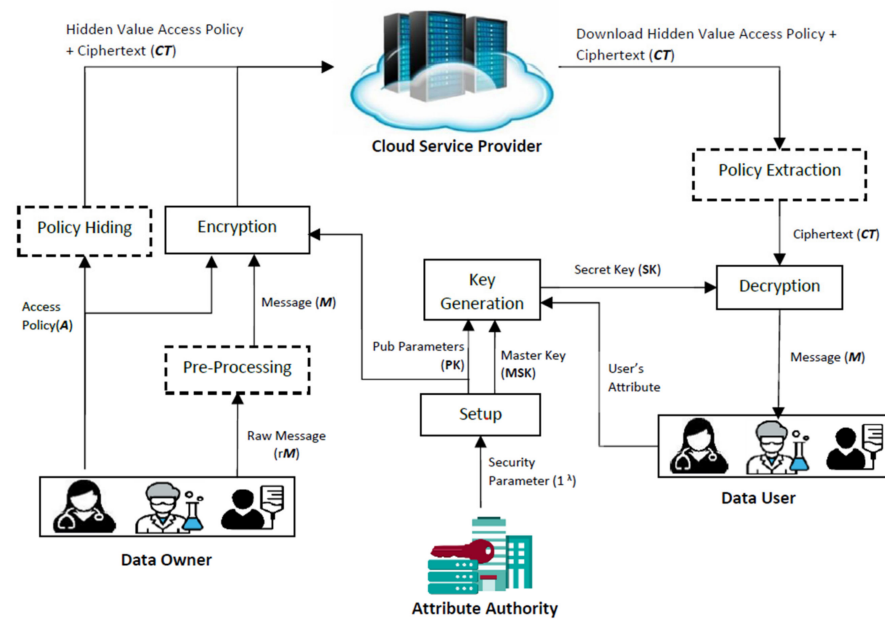 Hidden Value Access Policy
+ Ciphertext (CT)
Download Hidden Value Access Policy +
Ciphertext (CT)
Cloud Service Provider
Policy Extraction
Policy Hiding
Encryption
Ciphertext (CT)
Key
Generation
Secret Key (SK)
Decryption
Access
Policy(A)
Message (M)
Pre-Processing
Pub Parameters
(PK)
Master Key
(MSK)
User's
Attribute
Message (M)
Setup
Raw Message
(rM)
Security
Parameter (1 λ)
Data User
Data Owner
Attribute Authority